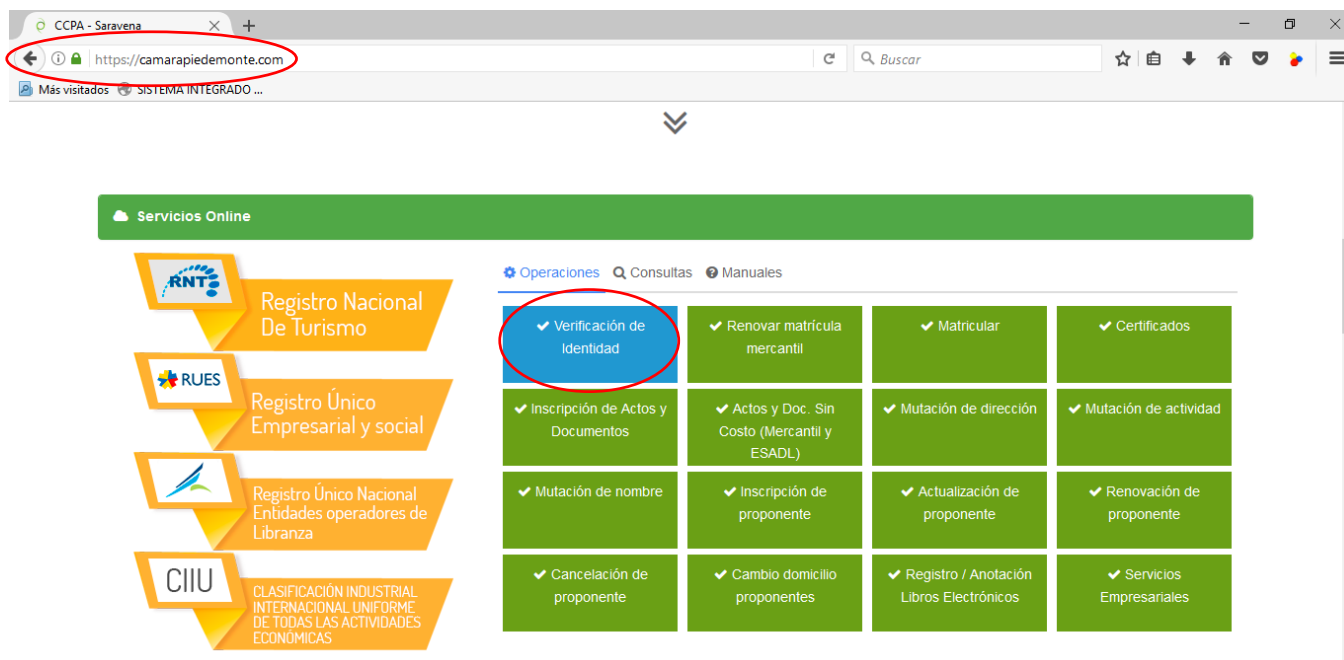 CCPA - Saravena
https://camarapiedemonte.com
Buscar
Más visitados SISTEMA INTEGRADO ...
Servicios Online
RNT
Registro Nacional
De Turismo
RUES
Registro Único
Empresarial y social
Registro Único Nacional
Entidades operadores de
Libranza
CIIU
CLASIFICACIÓN INDUSTRIAL
INTERNACIONAL UNIFORME
DE TODAS LAS ACTIVIDADES
ECONÓMICAS
Operaciones Consultas Manuales
Verificación de
Identidad
Renovar matrícula
mercantil
Matricular
Certificados
Inscripción de Actos y
Documentos
Actos y Doc. Sin
Costo (Mercantil y
ESADL)
Mutación de dirección
Mutación de actividad
Mutación de nombre
Inscripción de
proponente
Actualización de
proponente
Renovación de
proponente
Cancelación de
proponente
Cambio domicilio
proponentes
Registro / Anotación
Libros Electrónicos
Servicios
Empresariales